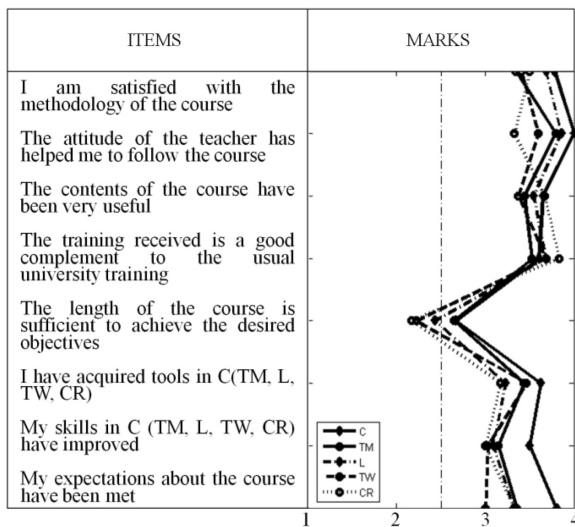 ITEMS
MARKS
I am satisfied with the
methodology of the course
The attitude of the teacher has
helped me to follow the course
The contents of the course have
been very useful
The training received is a good
complement to the usual
university training
The length of the course is
sufficient to achieve the desired
objectives
I have acquired tools in C(TM, L,
TW, CR)
My skills in C (TM, L, TW, CR)
have improved
My expectations about the course
have been met
C
TM
L
TW
CR
1 2 3 4